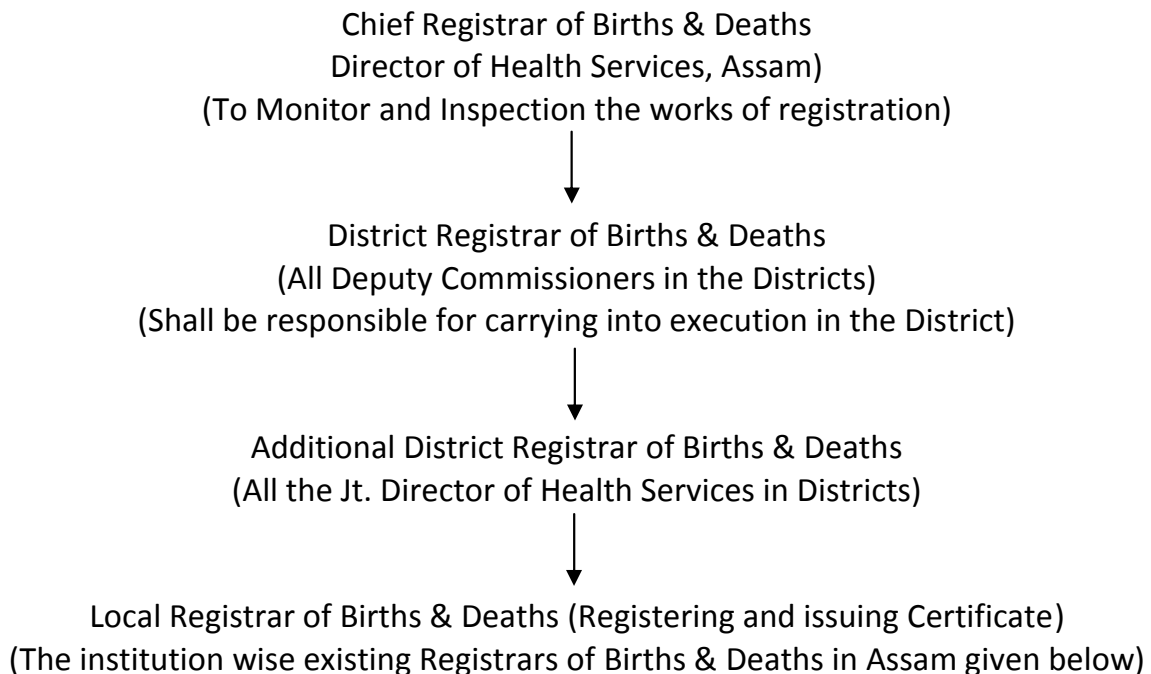 Chief Registrar of Births & Deaths
Director of Health Services, Assam)
(To Monitor and Inspection the works of registration)
District Registrar of Births & Deaths
(All Deputy Commissioners in the Districts)
(Shall be responsible for carrying into execution in the District)
Additional District Registrar of Births & Deaths
(All the Jt. Director of Health Services in Districts)
Local Registrar of Births & Deaths (Registering and issuing Certificate)
(The institution wise existing Registrars of Births & Deaths in Assam given below)